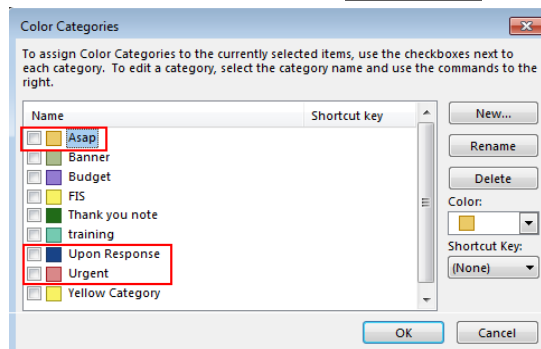 Color Categories
To assign Color Categories to the currently selected items, use the checkboxes next to
each category. To edit a category, select the category name and use the commands to the
right.
Name Shortcut key
Asap
Banner
Budget
FIS
Thank you note
training
Upon Response
Urgent
Yellow Category
New...
Rename
Delete
Color:
Shortcut Key:
(None)
OK Cancel